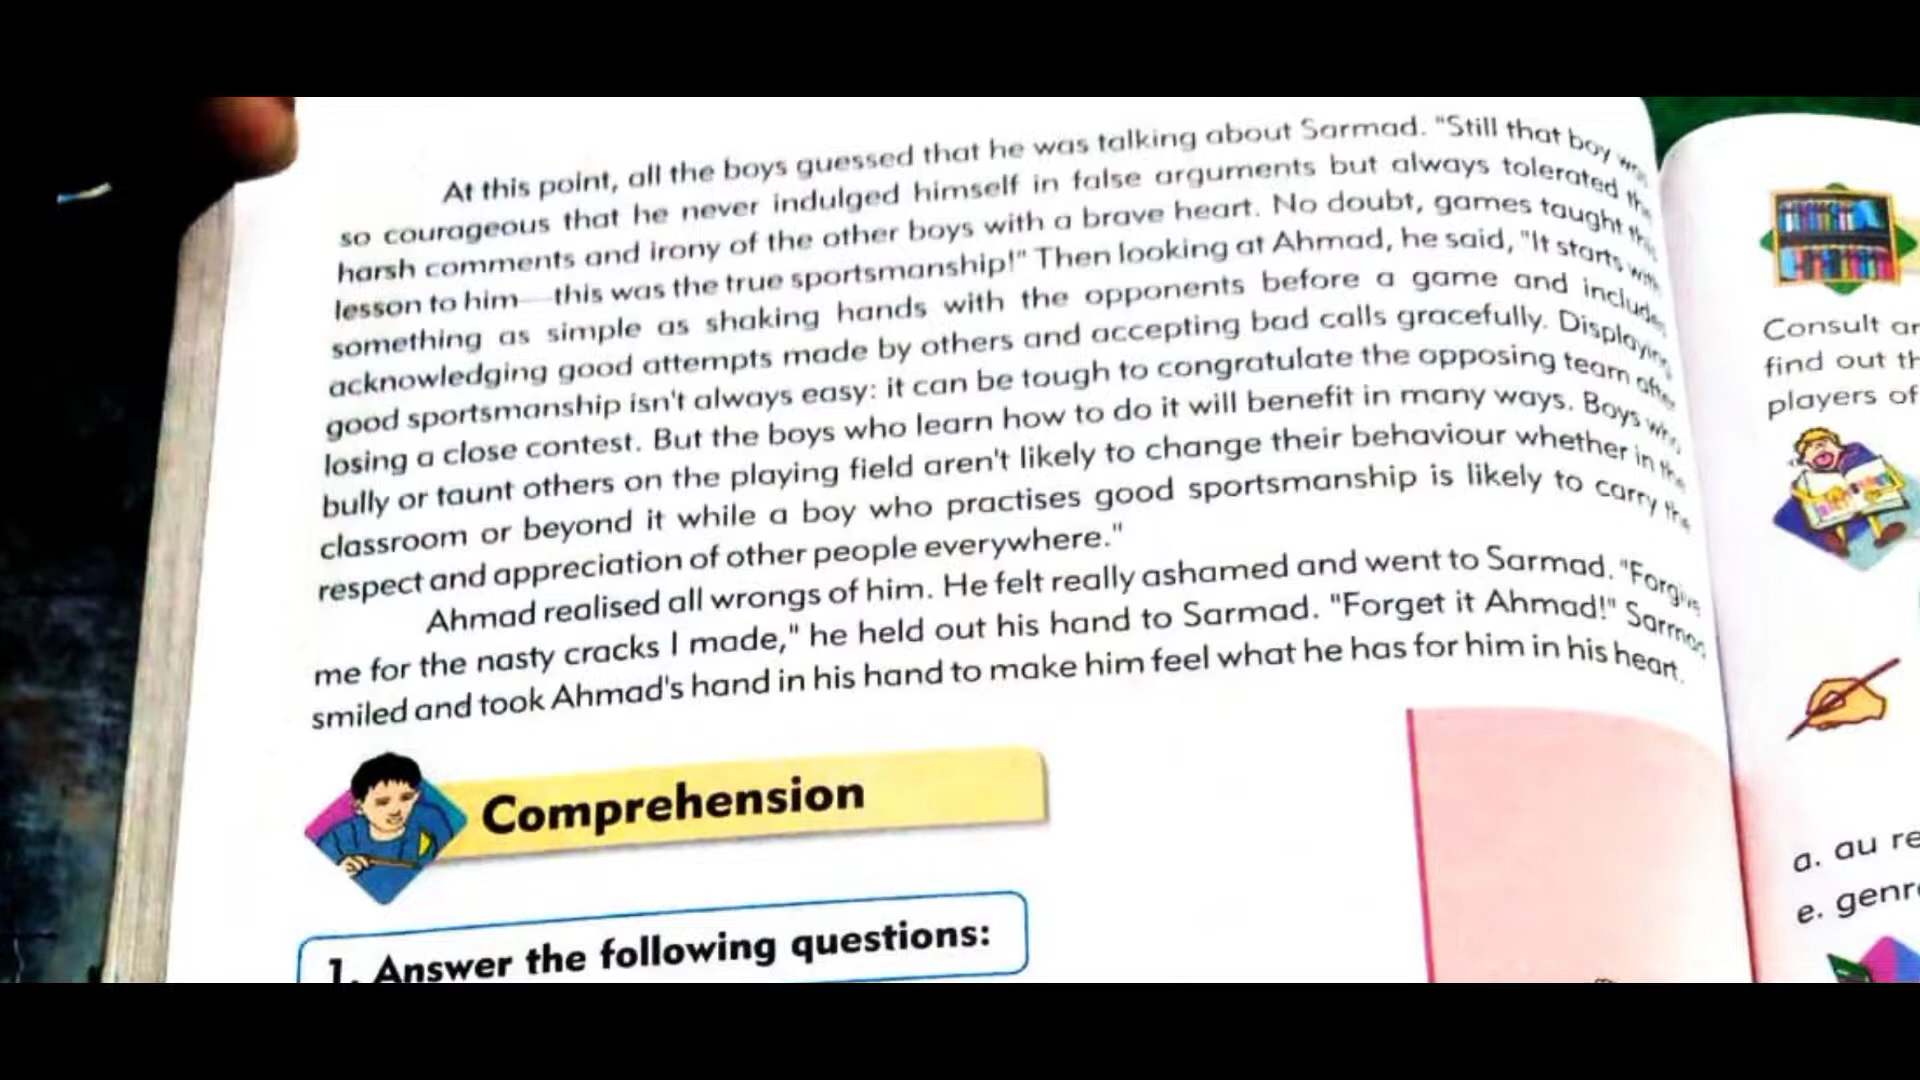 At this point, all the boys guessed that he was talking about Sarmad. "Still that boy was
so courageous that he never indulged himself in false arguments but always tolerated the
harsh comments and irony of the other boys with a brave heart. No doubt, games taught this
lesson to him—this was the true sportsmanship!" Then looking at Ahmad, he said, "It starts with
something as simple as shaking hands with the opponents before a game and includes
acknowledging good attempts made by others and accepting bad calls gracefully. Displaying
good sportsmanship isn't always easy: it can be tough to congratulate the opposing team after
losing a close contest. But the boys who learn how to do it will benefit in many ways. Boys who
bully or taunt others on the playing field aren't likely to change their behaviour whether in the
classroom or beyond it while a boy who practises good sportsmanship is likely to carry the
respect and appreciation of other people everywhere."
Ahmad realised all wrongs of him. He felt really ashamed and went to Sarmad. "Forgive
me for the nasty cracks I made," he held out his hand to Sarmad. "Forget it Ahmad!" Sarmad
smiled and took Ahmad's hand in his hand to make him feel what he has for him in his heart.
Comprehension
1. Answer the following questions:
Consult
find out
players of
a. au
e.